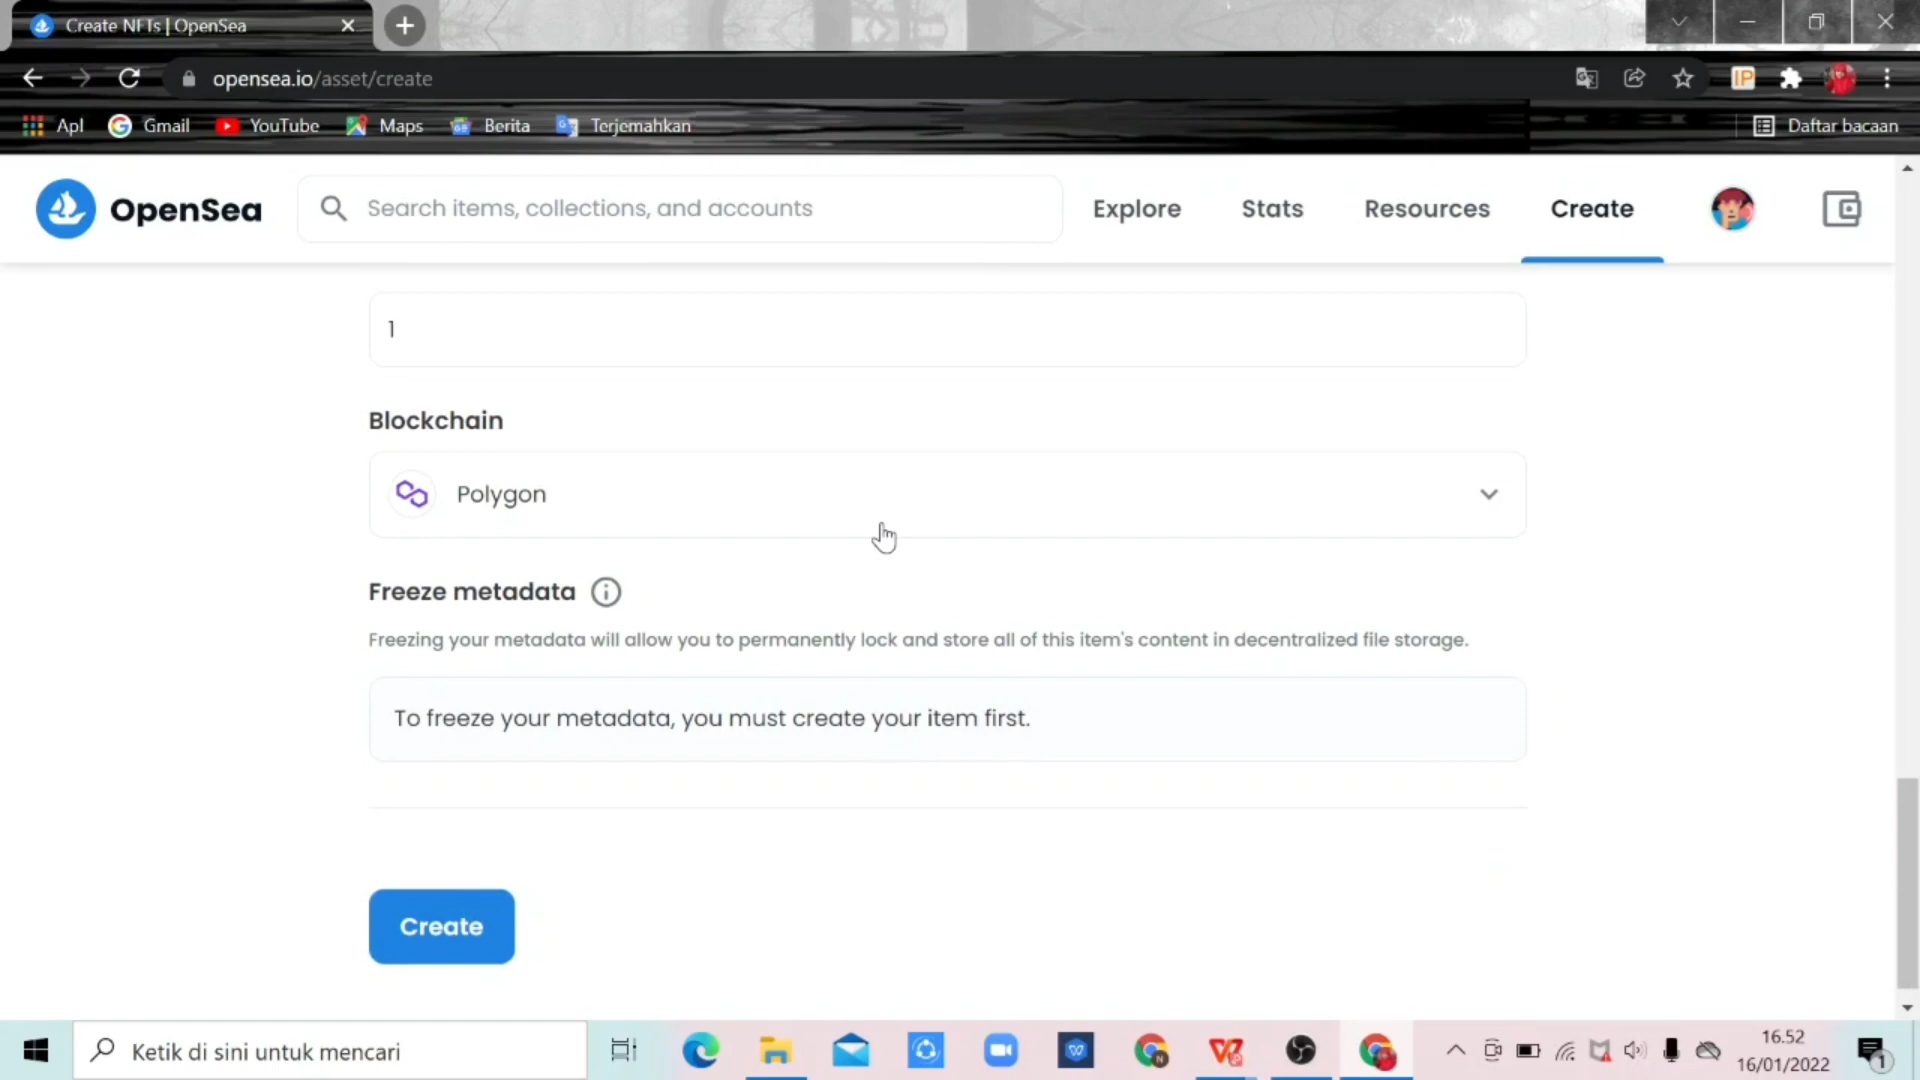 Create NFTs | OpenSea
opensea.io/asset/create
Apl Gmail YouTube Maps Berita Terjemahkan Daftar bacaan
OpenSea Search items, collections, and accounts Explore Stats Resources Create
1
Blockchain
Polygon
Freeze metadata
Freezing your metadata will allow you to permanently lock and store all of this item's content in decentralized file storage.
To freeze your metadata, you must create your item first.
Create
Ketik di sini untuk mencari
16.52
16/01/2022
1